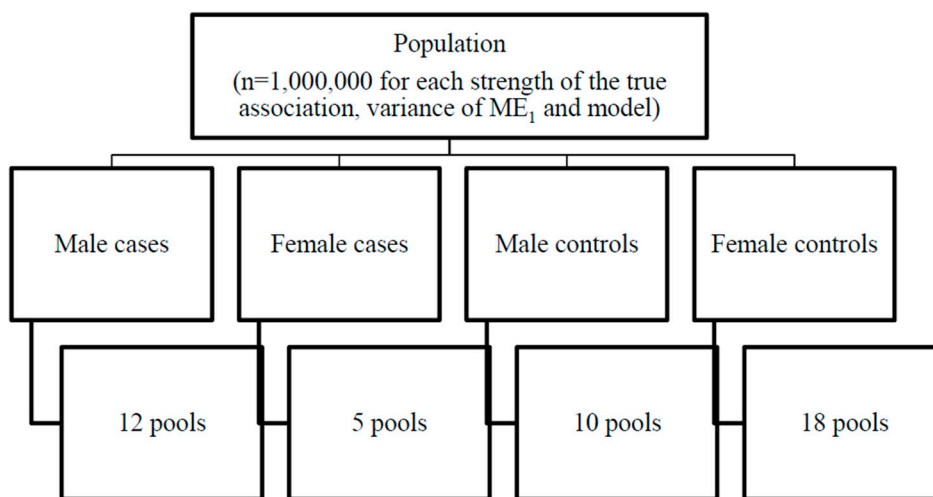 Population
(n=1,000,000 for each strength of the true
association, variance of ME₁ and model)
Male cases
Female cases
Male controls
Female controls
12 pools
5 pools
10 pools
18 pools